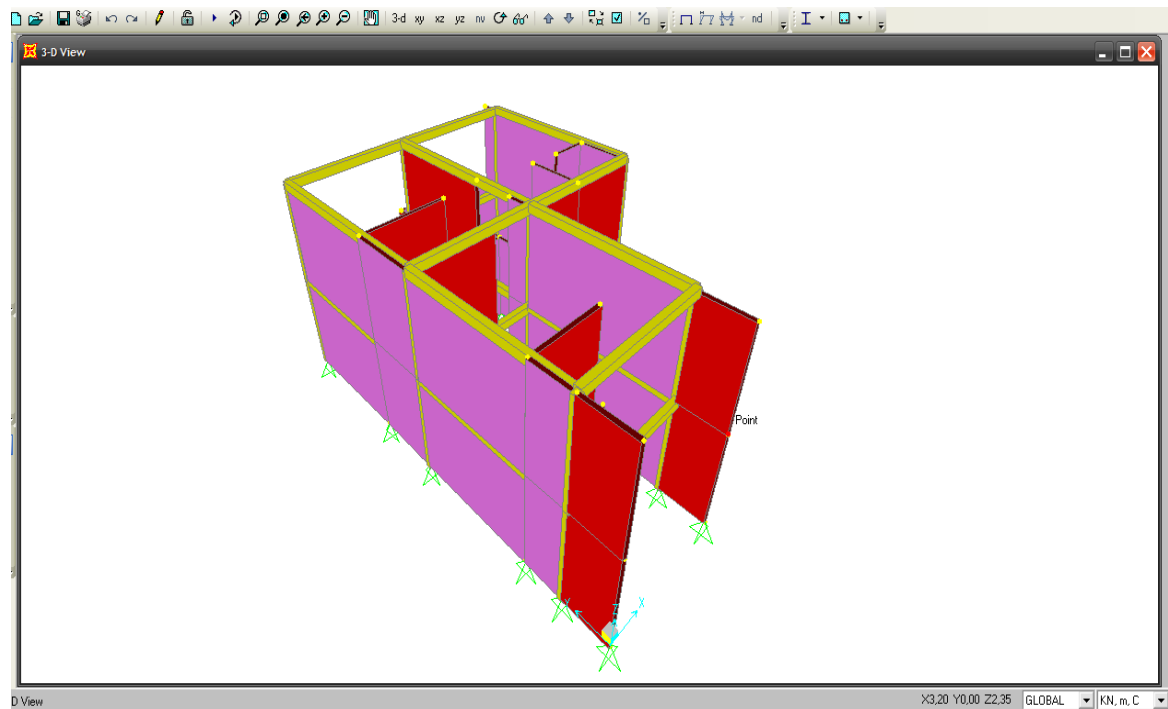 3-d xy xz yz nv nd
3-D View
Point
X
D View
X3,20 Y0,00 Z2,35 GLOBAL KN, m, C